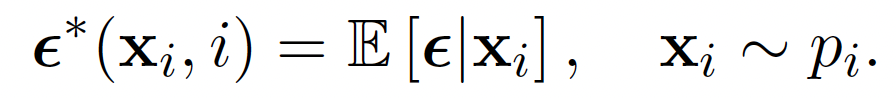 ϵ*(xᵢ, i) = 𝔼 [ϵ|xᵢ] ,   xᵢ ∼ pᵢ.